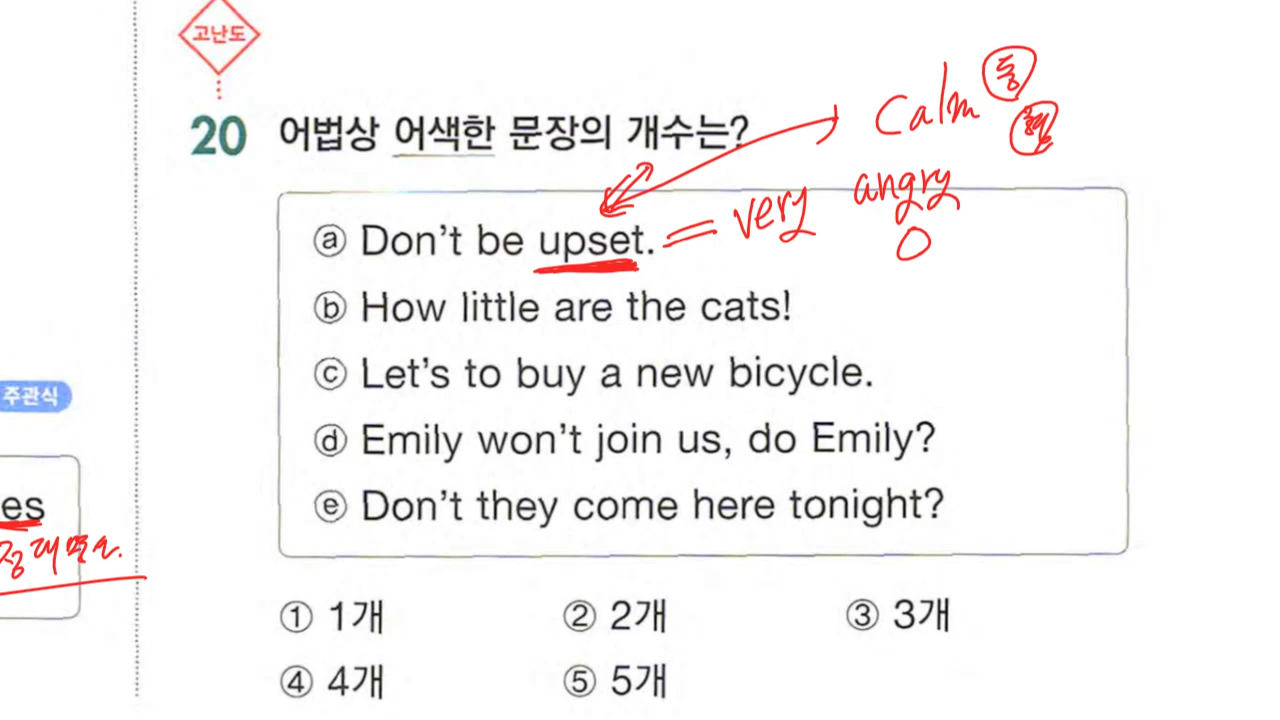 고난도
20 어법상 어색한 문장의 개수는?
calm 동
형
= very angry
ⓐ Don't be upset.
ⓑ How little are the cats!
ⓒ Let's to buy a new bicycle.
ⓓ Emily won't join us, do Emily?
ⓔ Don't they come here tonight?
주관식
es
① 1개 ② 2개 ③ 3개
④ 4개 ⑤ 5개